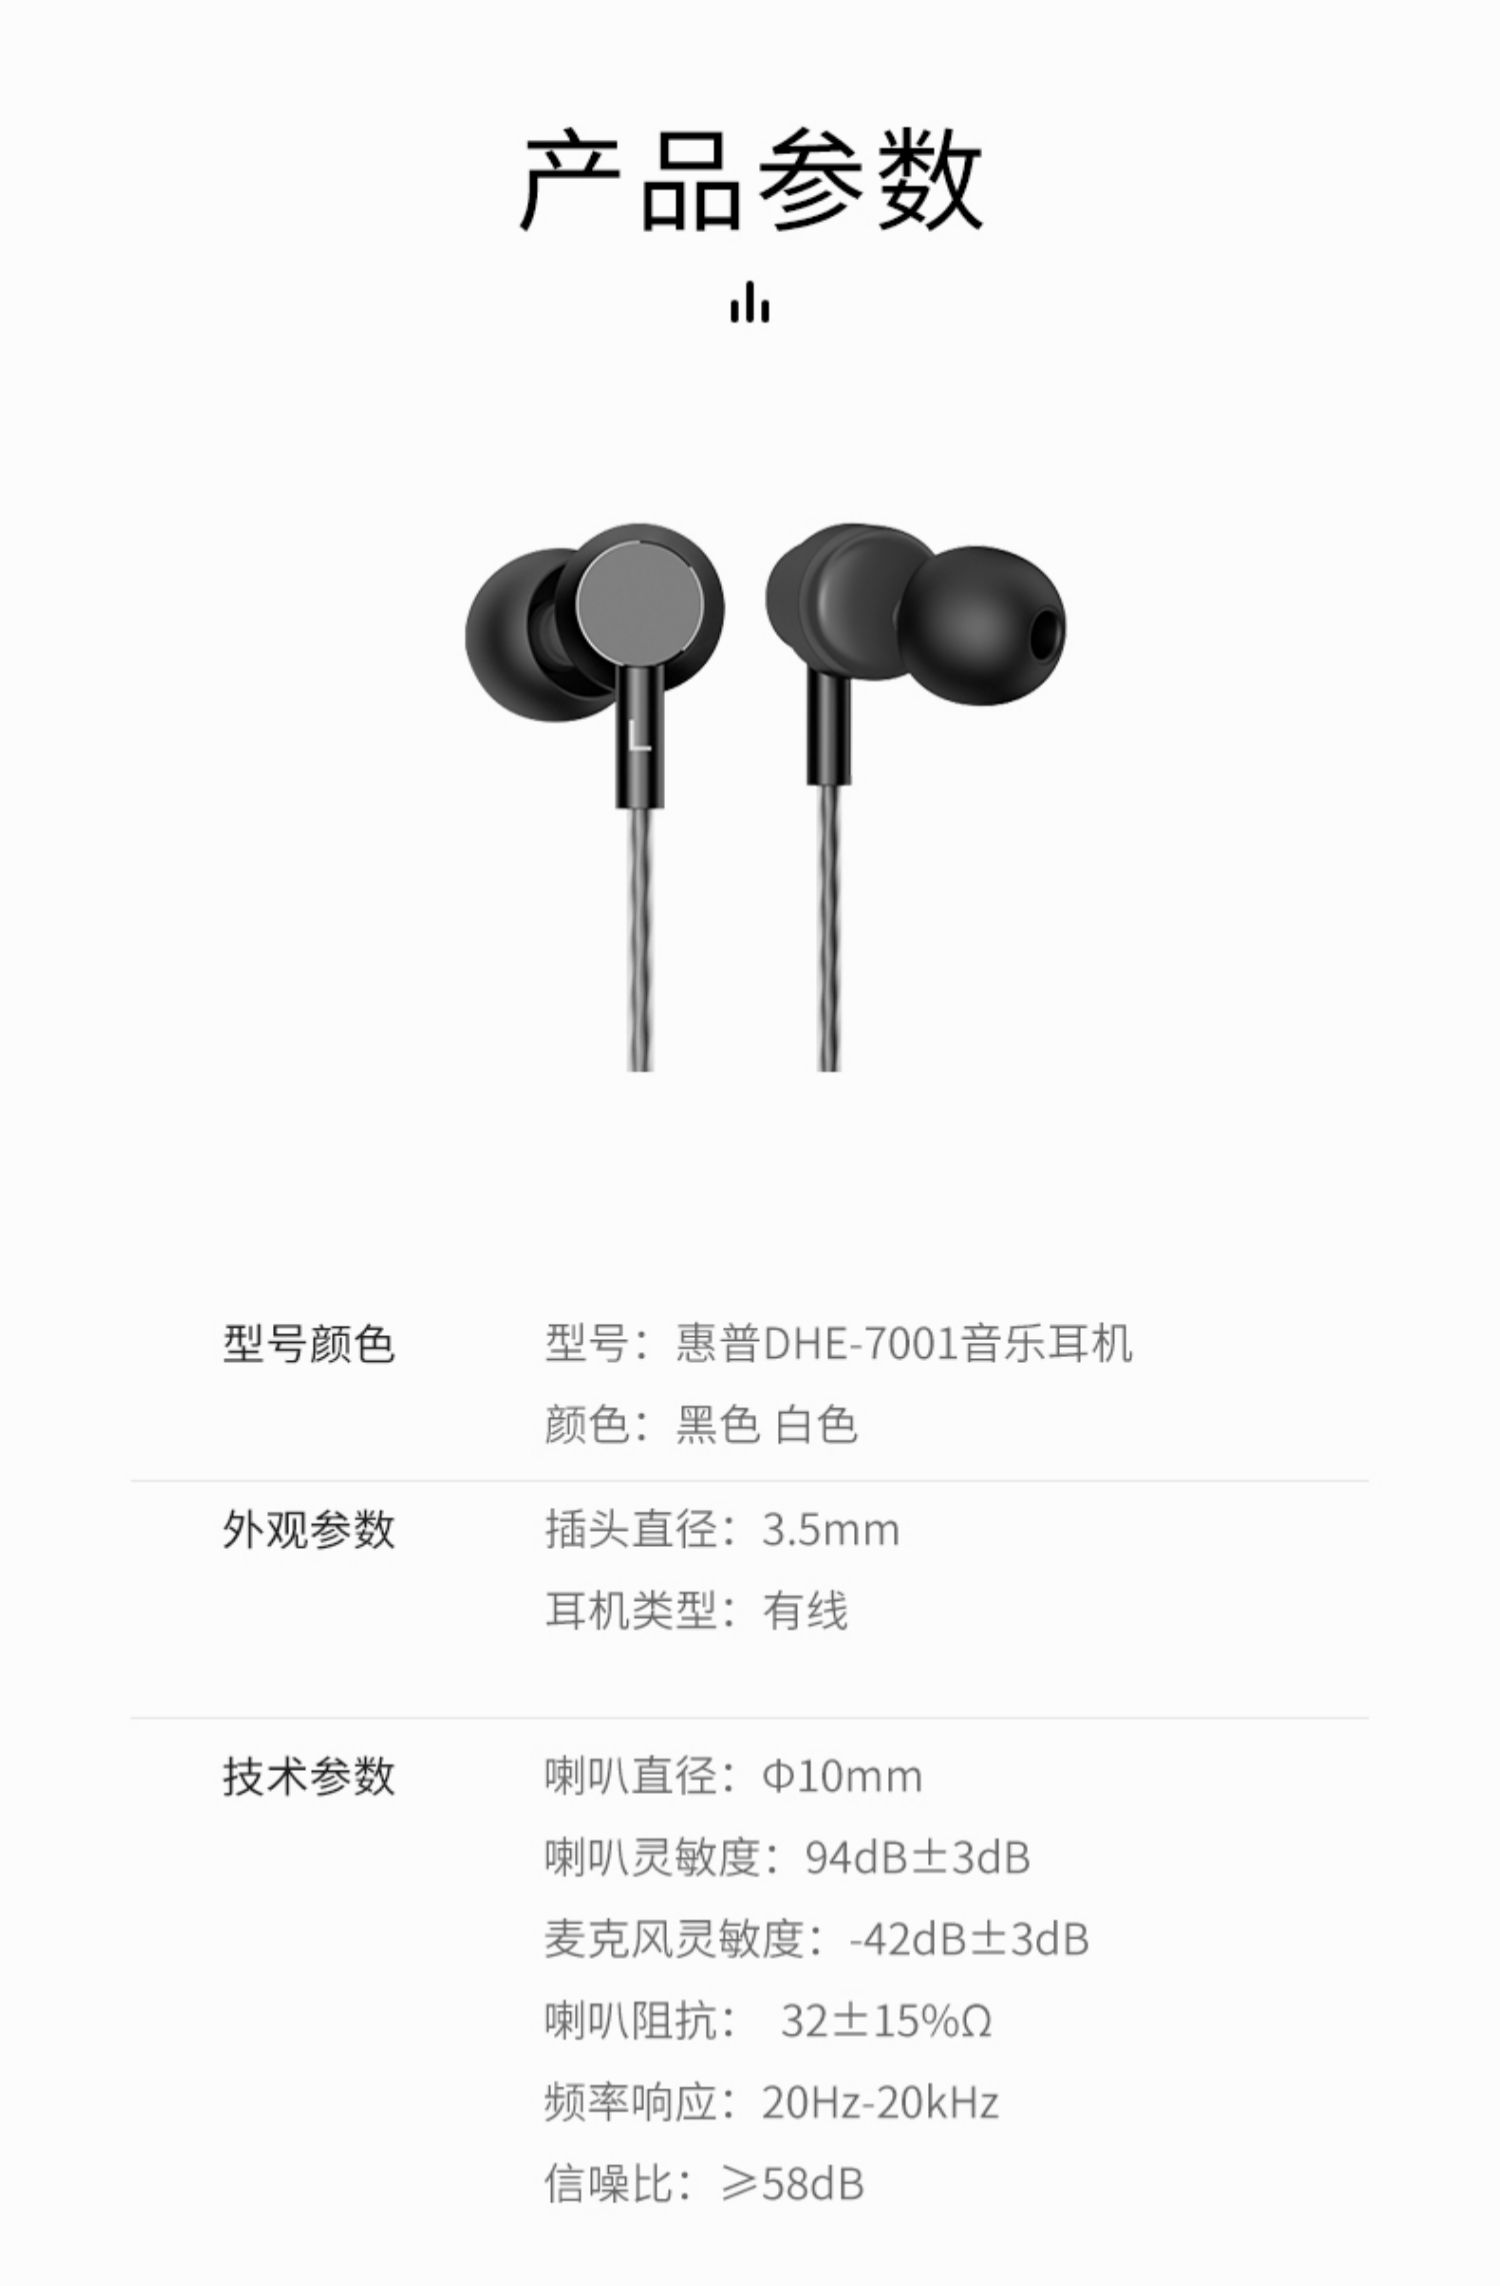 产品参数
L
型号颜色
型号：惠普DHE-7001音乐耳机
颜色：黑色 白色
外观参数
插头直径：3.5mm
耳机类型：有线
技术参数
喇叭直径：Φ10mm
喇叭灵敏度：94dB±3dB
麦克风灵敏度：-42dB±3dB
喇叭阻抗： 32±15%Ω
频率响应：20Hz-20kHz
信噪比：≥58dB